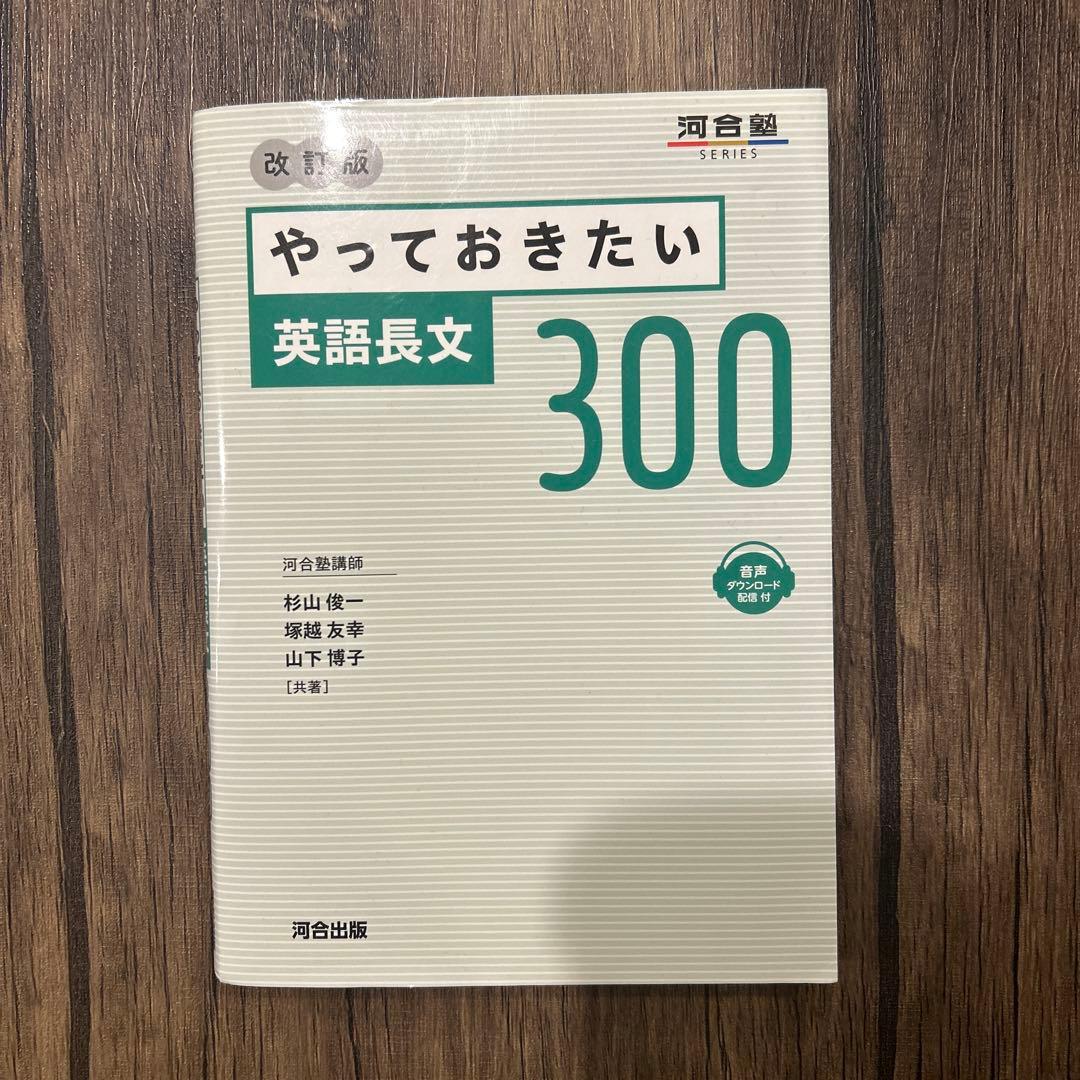 河合塾
SERIES
改訂版
やっておきたい
英語長文
300
音声
ダウンロード
配信付
河合塾講師
杉山 俊一
塚越 友幸
山下 博子
[共著]
河合出版